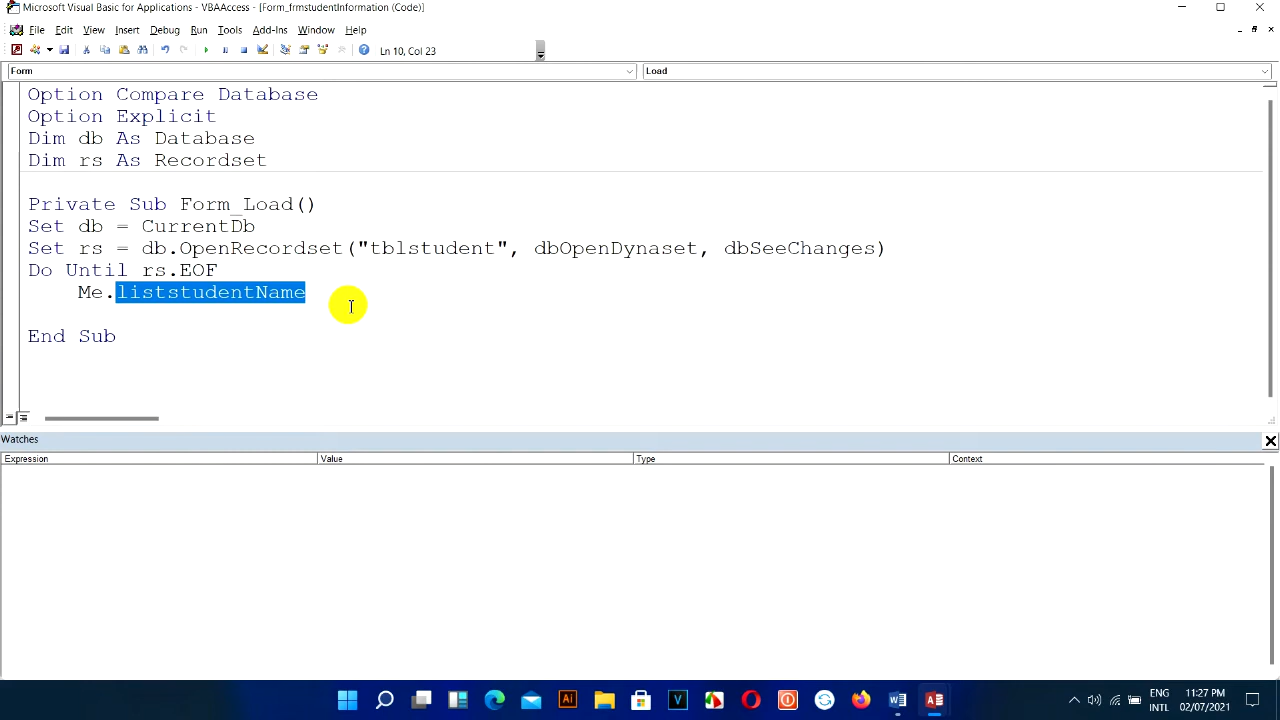 Microsoft Visual Basic for Applications - VBAAccess - [Form_frmstudentInformation (Code)]
File Edit View Insert Debug Run Tools Add-Ins Window Help
Ln 10, Col 23
Form Load
Option Compare Database
Option Explicit
Dim db As Database
Dim rs As Recordset
Private Sub Form_Load()
Set db = CurrentDb
Set rs = db.OpenRecordset("tblstudent", dbOpenDynaset, dbSeeChanges)
Do Until rs.EOF
Me.liststudentName
End Sub
Watches
Expression Value Type Context
ENG 11:27 PM
INTL 02/07/2021